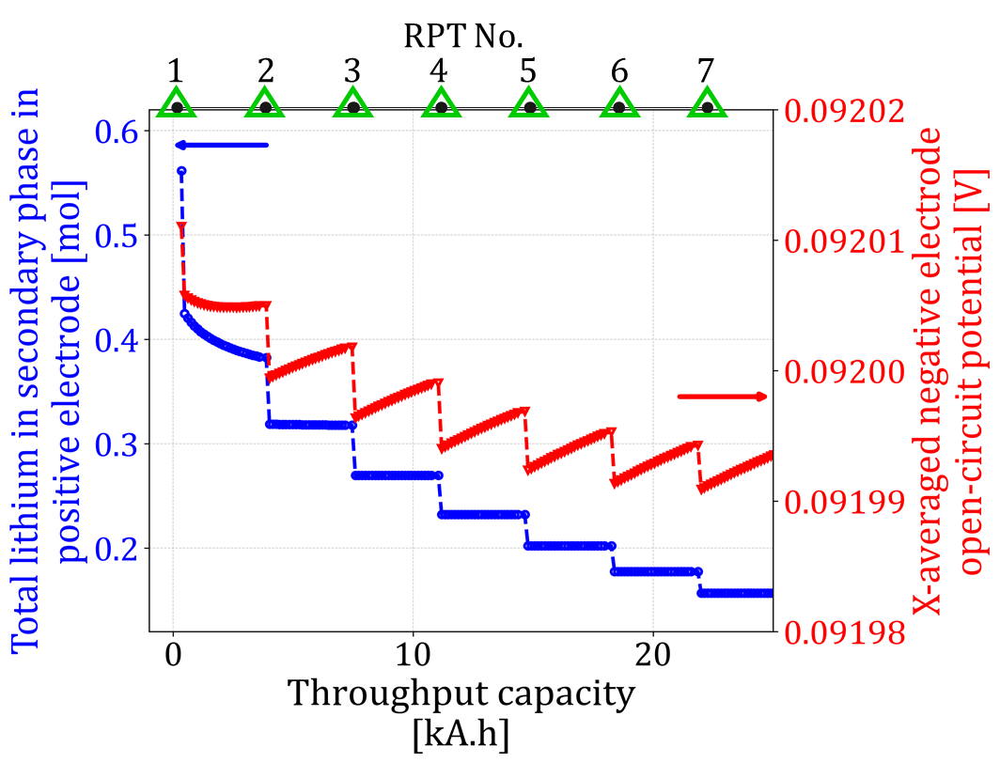 RPT No.
1 2 3 4 5 6 7
Total lithium in secondary phase in
positive electrode [mol]
0.6
0.5
0.4
0.3
0.2
0.09202
0.09201
0.09200
0.09199
0.09198
X-averaged negative electrode
open-circuit potential [V]
0 10 20
Throughput capacity
[kA.h]